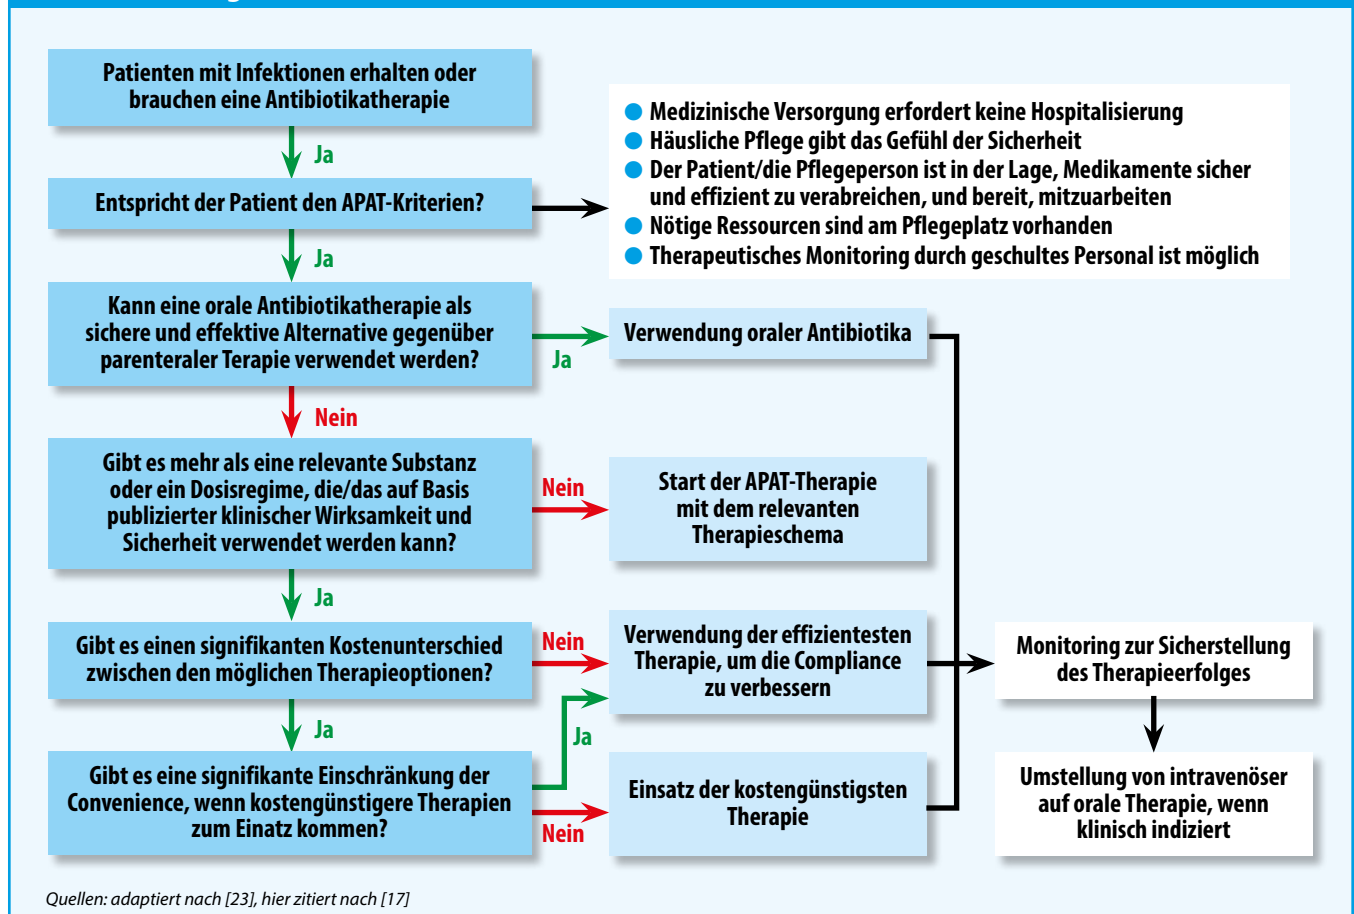 Patienten mit Infektionen erhalten oder
brauchen eine Antibiotikatherapie
Ja
Entspricht der Patient den APAT-Kriterien?
● Medizinische Versorgung erfordert keine Hospitalisierung
● Häusliche Pflege gibt das Gefühl der Sicherheit
● Der Patient/die Pflegeperson ist in der Lage, Medikamente sicher
und effizient zu verabreichen, und bereit, mitzuarbeiten
● Nötige Ressourcen sind am Pflegeplatz vorhanden
● Therapeutisches Monitoring durch geschultes Personal ist möglich
Ja
Kann eine orale Antibiotikatherapie als
sichere und effektive Alternative gegenüber
parenteraler Terapie verwendet werden?
Ja
Verwendung oraler Antibiotika
Nein
Gibt es mehr als eine relevante Substanz
oder ein Dosisregime, die/das auf Basis
publizierter klinischer Wirksamkeit und
Sicherheit verwendet werden kann?
Nein
Start der APAT-Therapie
mit dem relevanten
Therapieschema
Ja
Gibt es einen signifikanten Kostenunterschied
zwischen den möglichen Therapieoptionen?
Nein
Verwendung der effizientesten
Therapie, um die Compliance
zu verbessern
Monitoring zur Sicherstellung
des Therapieerfolges
Ja
Ja
Gibt es eine signifikante Einschränkung der
Convenience, wenn kostengünstigere Therapien
zum Einatz kommen?
Nein
Einsatz der kostengünstigsten
Therapie
Umstellung von intravenöser
auf orale Therapie, wenn
klinisch indiziert
Quellen: adaptiert nach [23], hier zitiert nach [17]